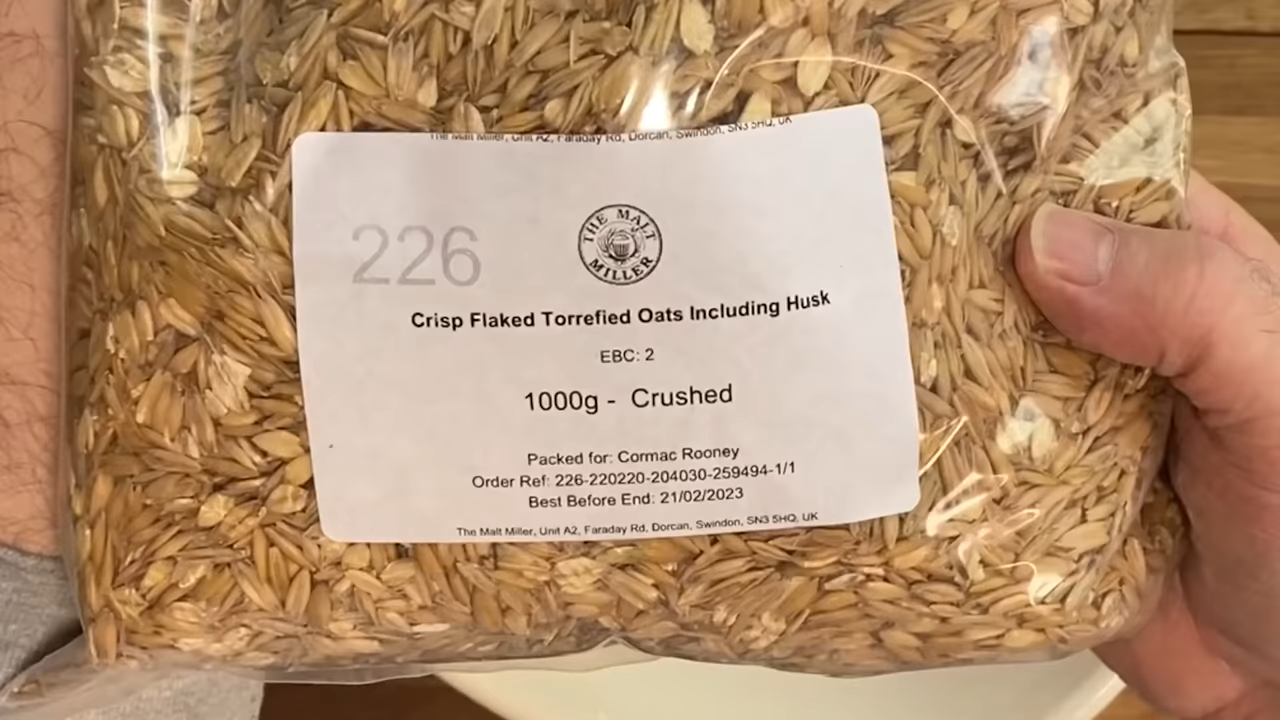 The Malt Miller, Unit A2, Faraday Rd, Dorcan, Swindon, SN3 5HQ, UK
226
THE MALT MILLER
Crisp Flaked Torrefied Oats Including Husk
EBC: 2
1000g - Crushed
Packed for: Cormac Rooney
Order Ref: 226-220220-204030-259494-1/1
Best Before End: 21/02/2023
The Malt Miller, Unit A2, Faraday Rd, Dorcan, Swindon, SN3 5HQ, UK